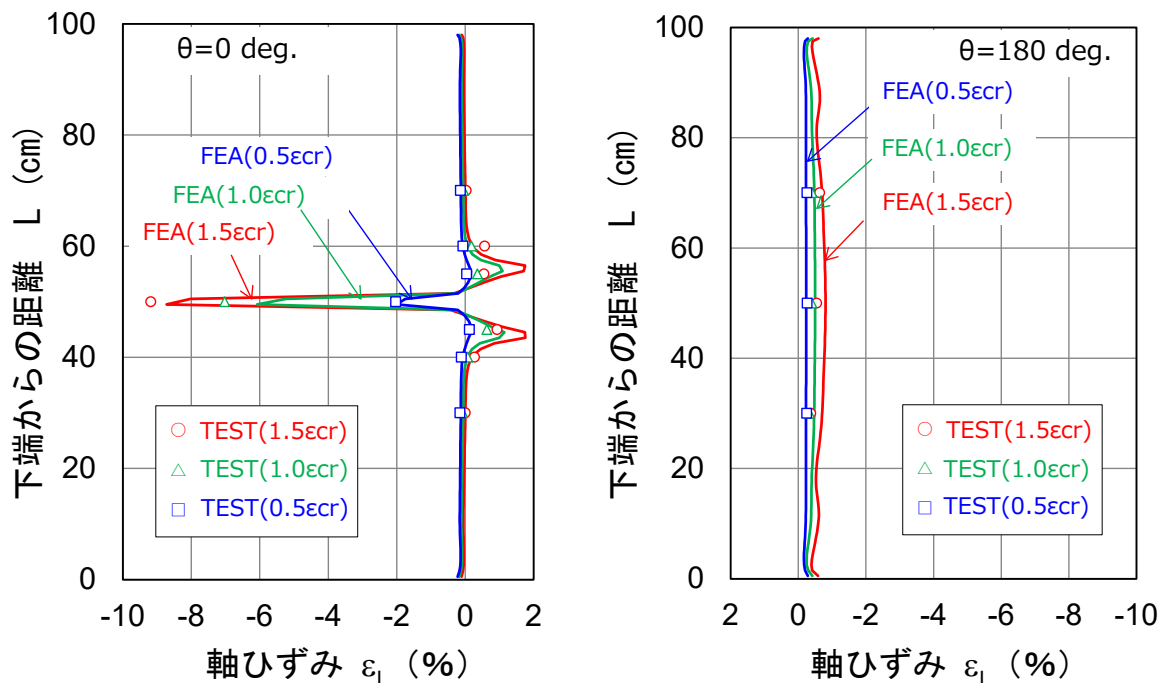 θ=0 deg.
FEA(0.5εcr)
FEA(1.0εcr)
FEA(1.5εcr)
TEST(1.5εcr)
TEST(1.0εcr)
TEST(0.5εcr)
100
80
60
40
20
0
-10
-8
-6
-4
-2
0
2
下端からの距離 L (㎝)
軸ひずみ εl (%)
θ=180 deg.
FEA(0.5εcr)
FEA(1.0εcr)
FEA(1.5εcr)
TEST(1.5εcr)
TEST(1.0εcr)
TEST(0.5εcr)
100
80
60
40
20
0
2
0
-2
-4
-6
-8
-10
下端からの距離 L (㎝)
軸ひずみ εl (%)